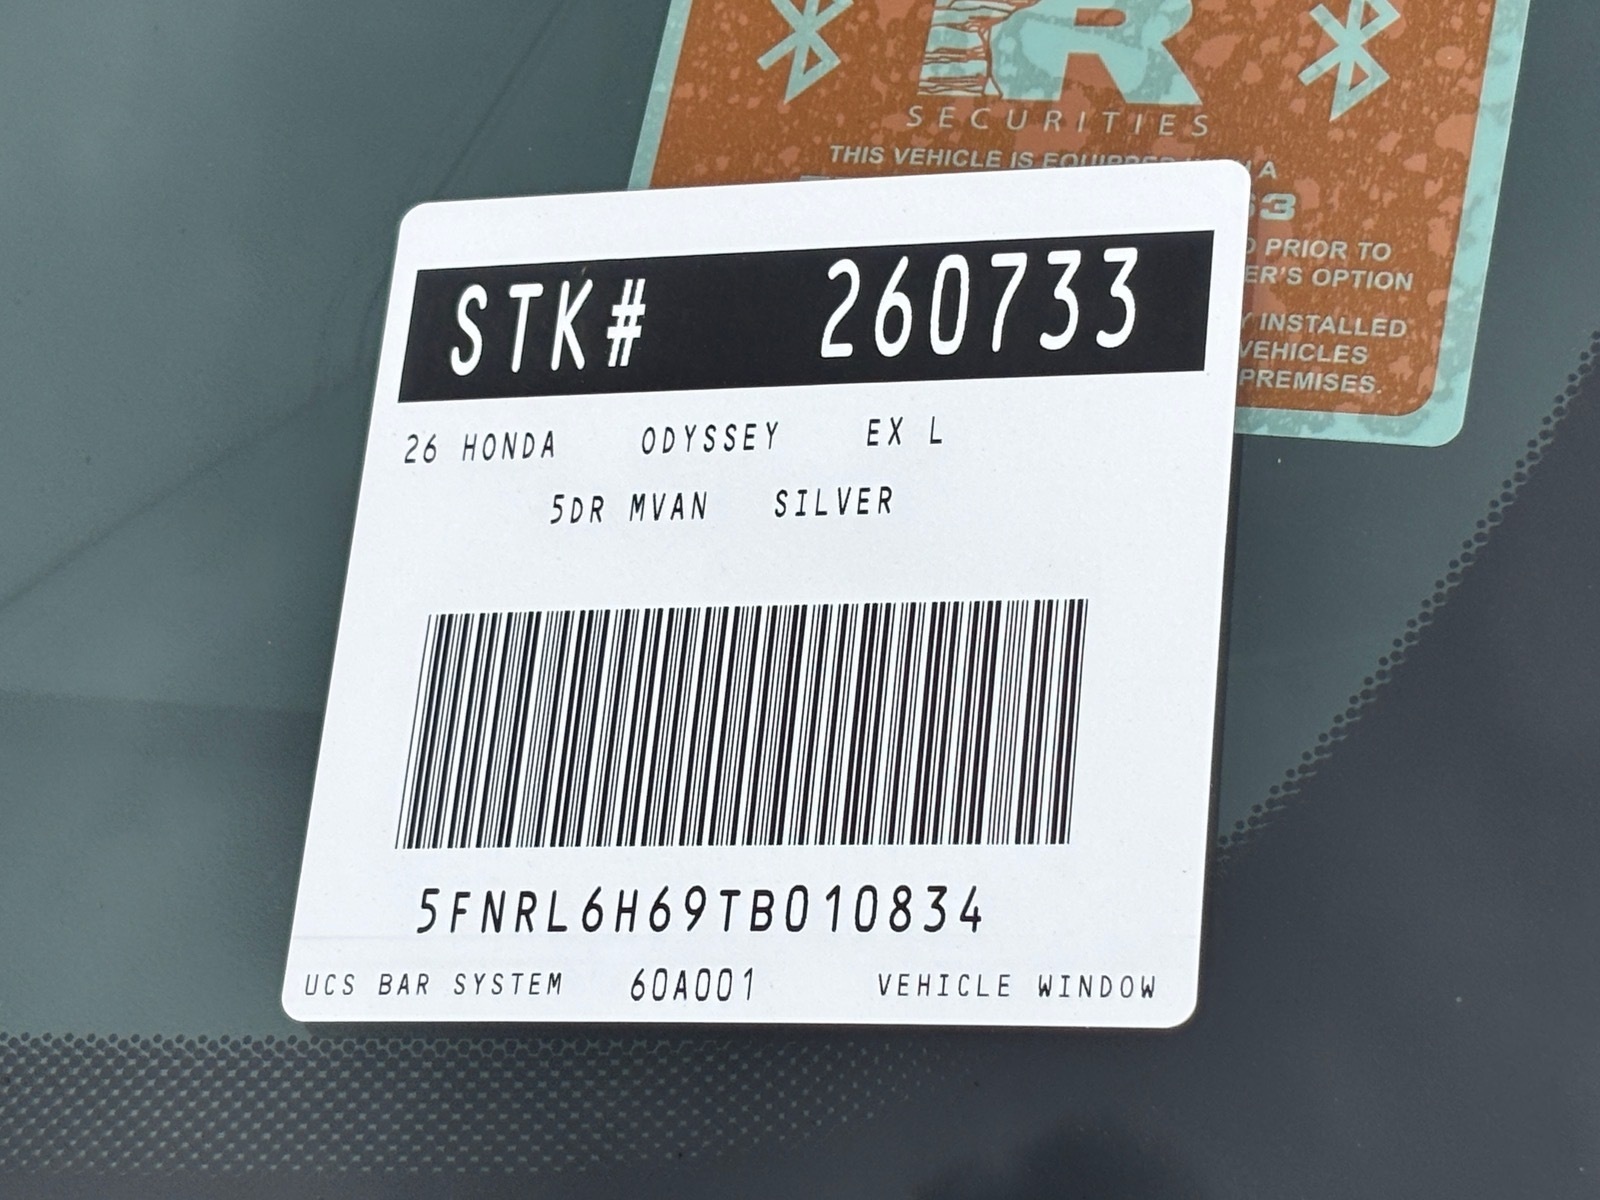 R
SECURITIES
THIS VEHICLE IS EQUIPPED A
PRIOR TO
OPTION
INSTALLED
VEHICLES
PREMISES.
STK# 260733
26 HONDA ODYSSEY EX L
5DR MVAN SILVER
5FNRL6H69TB010834
UCS BAR SYSTEM 60A001 VEHICLE WINDOW